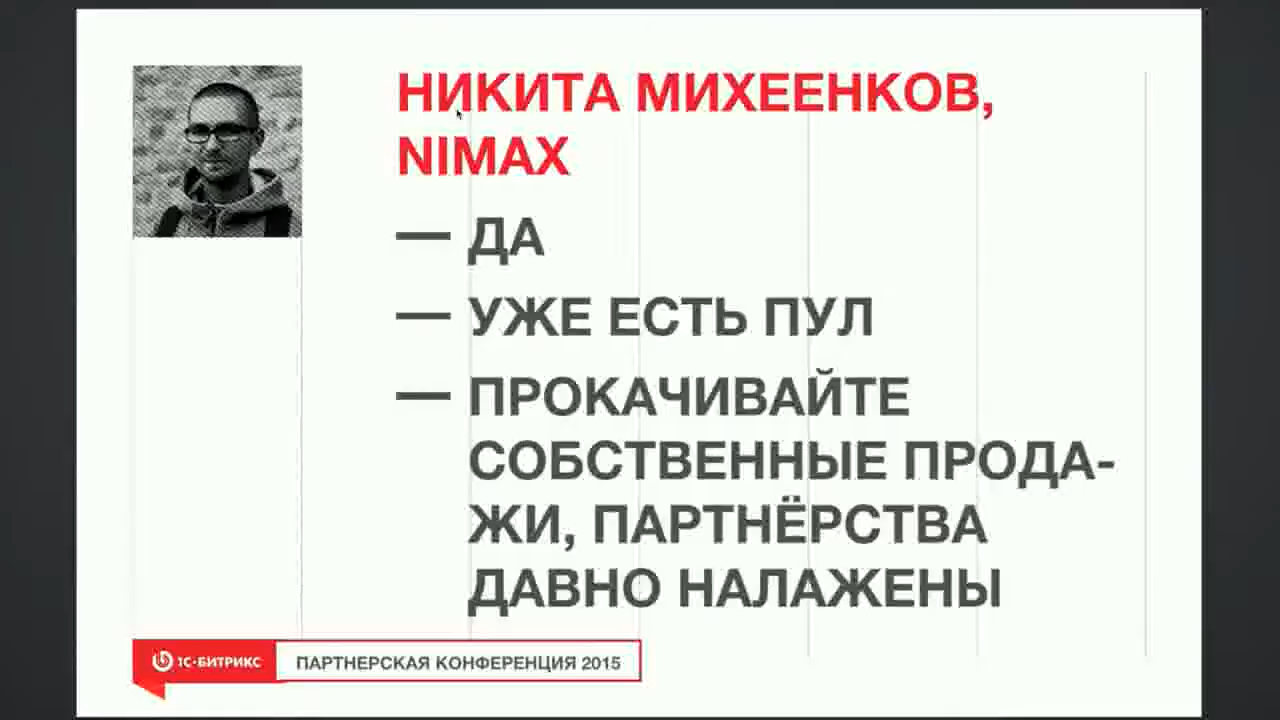 НИКИТА МИХЕЕНКОВ,
NIMAX
— ДА
— УЖЕ ЕСТЬ ПУЛ
— ПРОКАЧИВАЙТЕ
СОБСТВЕННЫЕ ПРОДА-
ЖИ, ПАРТНЁРСТВА
ДАВНО НАЛАЖЕНЫ
1С-БИТРИКС
ПАРТНЕРСКАЯ КОНФЕРЕНЦИЯ 2015